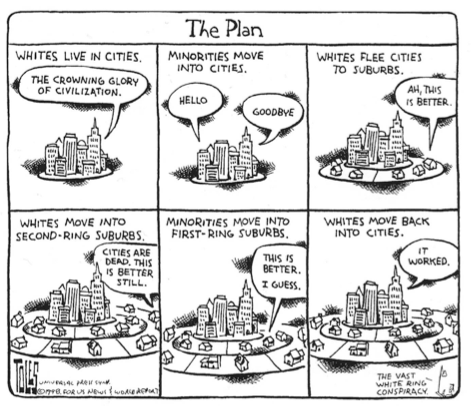 The Plan
WHITES LIVE IN CITIES.
THE CROWNING GLORY
OF CIVILIZATION.
MINORITIES MOVE
INTO CITIES.
HELLO
GOODBYE
WHITES FLEE CITIES
TO SUBURBS.
AH, THIS
IS BETTER.
WHITES MOVE INTO
SECOND-RING SUBURBS.
CITIES ARE
DEAD. THIS
IS BETTER
STILL.
MINORITIES MOVE INTO
FIRST-RING SUBURBS.
THIS IS
BETTER.
I GUESS.
WHITES MOVE BACK
INTO CITIES.
IT
WORKED.
TOLES
UNIVERSAL PRESS SYND.
FOR US NEWS & WORLD REPORT
THE VAST
WHITE RING
CONSPIRACY.